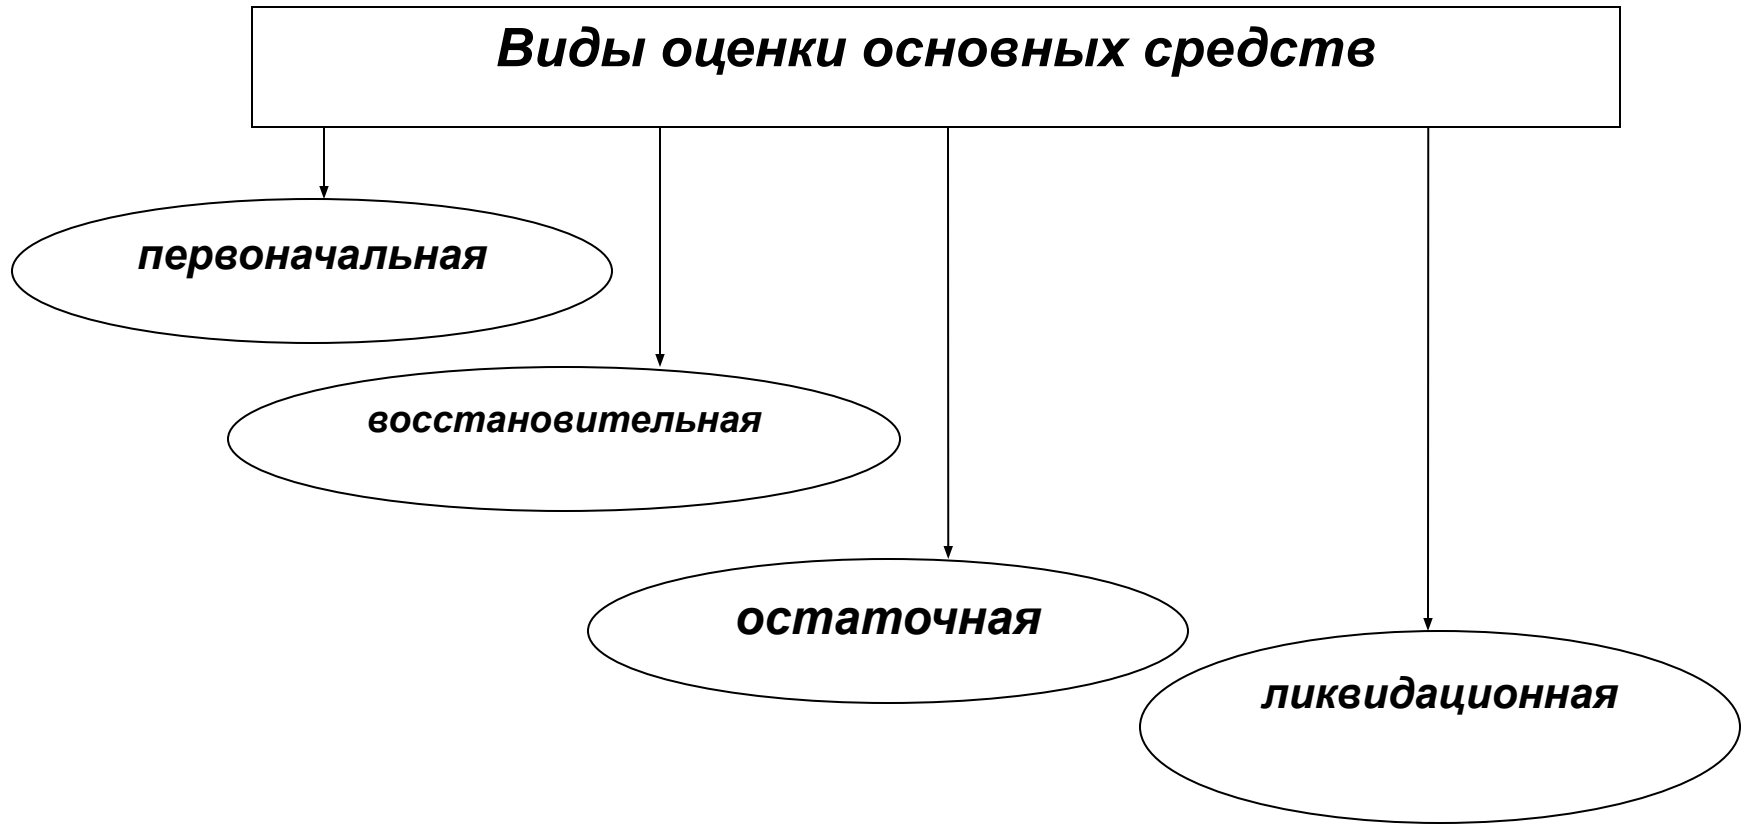 Виды оценки основных средств
первоначальная
восстановительная
остаточная
ликвидационная